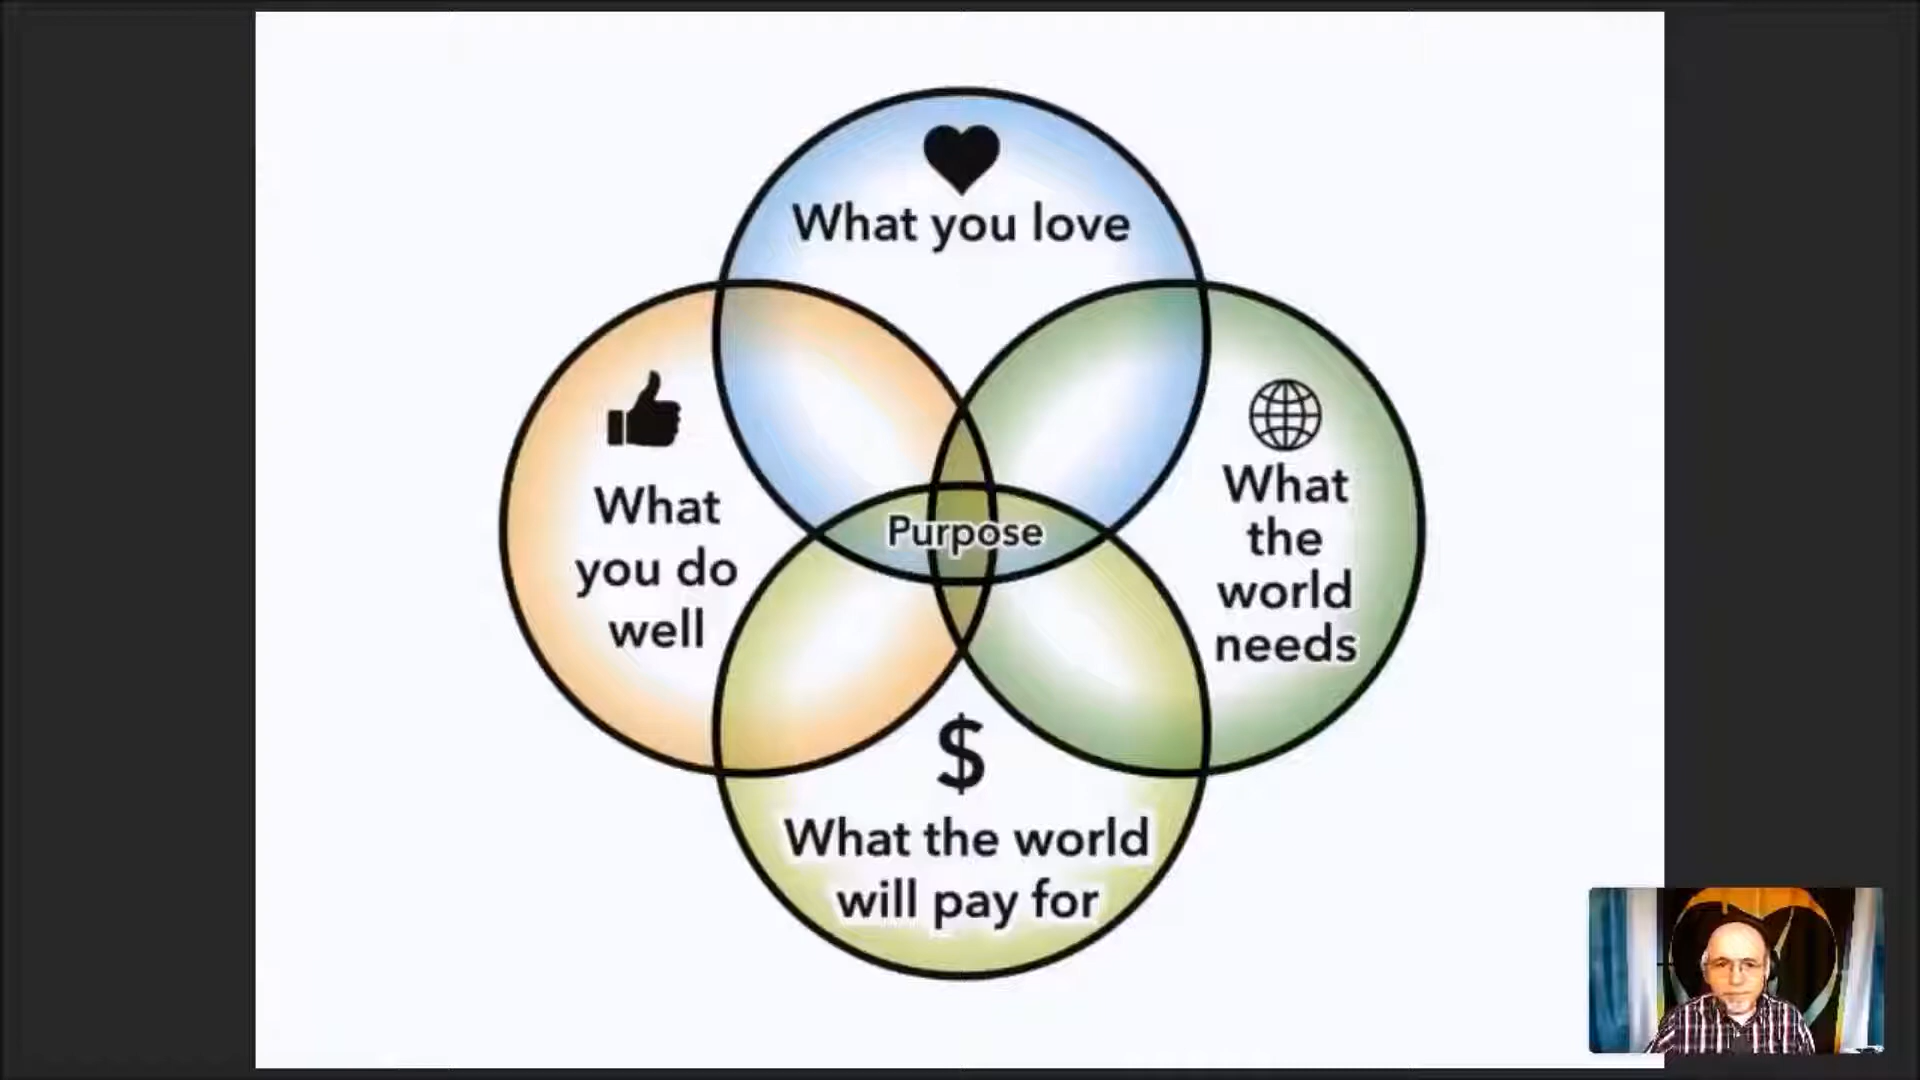 What you love
What
you do
well
Purpose
What
the
world
needs
$
What the world
will pay for